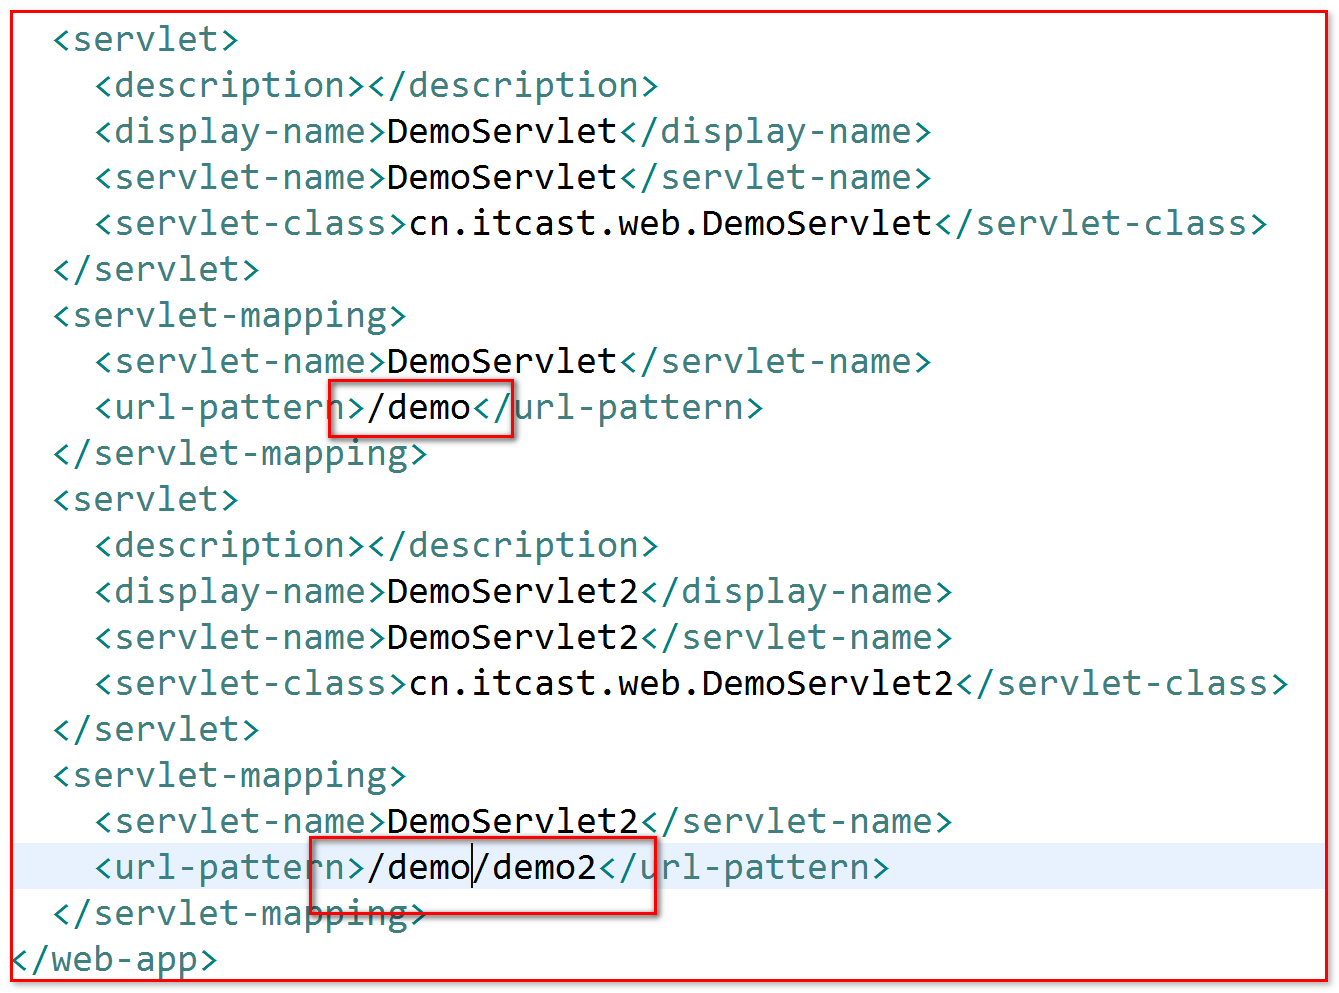 <servlet>
<description></description>
<display-name>DemoServlet</display-name>
<servlet-name>DemoServlet</servlet-name>
<servlet-class>cn.itcast.web.DemoServlet</servlet-class>
</servlet>
<servlet-mapping>
<servlet-name>DemoServlet</servlet-name>
<url-pattern>/demo</url-pattern>
</servlet-mapping>
<servlet>
<description></description>
<display-name>DemoServlet2</display-name>
<servlet-name>DemoServlet2</servlet-name>
<servlet-class>cn.itcast.web.DemoServlet2</servlet-class>
</servlet>
<servlet-mapping>
<servlet-name>DemoServlet2</servlet-name>
<url-pattern>/demo/demo2</url-pattern>
</servlet-mapping>
</web-app>